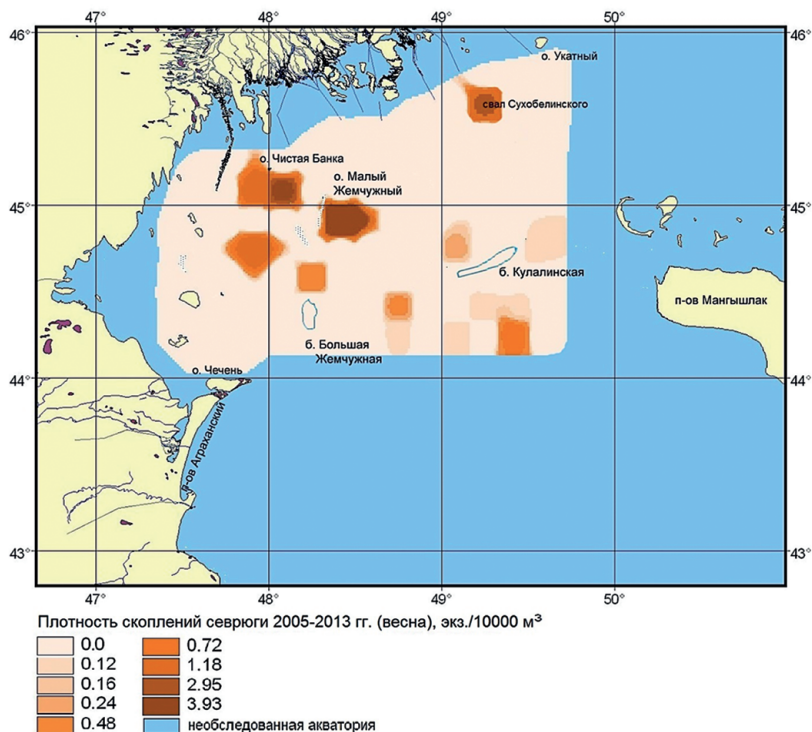 46°
48°
49°
50°
46°
о. Укатный
свал Сухобелинского
о. Чистая Банка
о. Малый
Жемчужный
45°
45°
б. Кулалинская
п-ов Мангышлак
б. Большая
Жемчужная
о. Чечень
44°
44°
п-ов Аграханский
43°
43°
47°
48°
49°
50°
Плотность скоплений севрюги 2005-2013 гг. (весна), экз./10000 м³
0.0
0.12
0.16
0.24
0.48
0.72
1.18
2.95
3.93
необследованная акватория